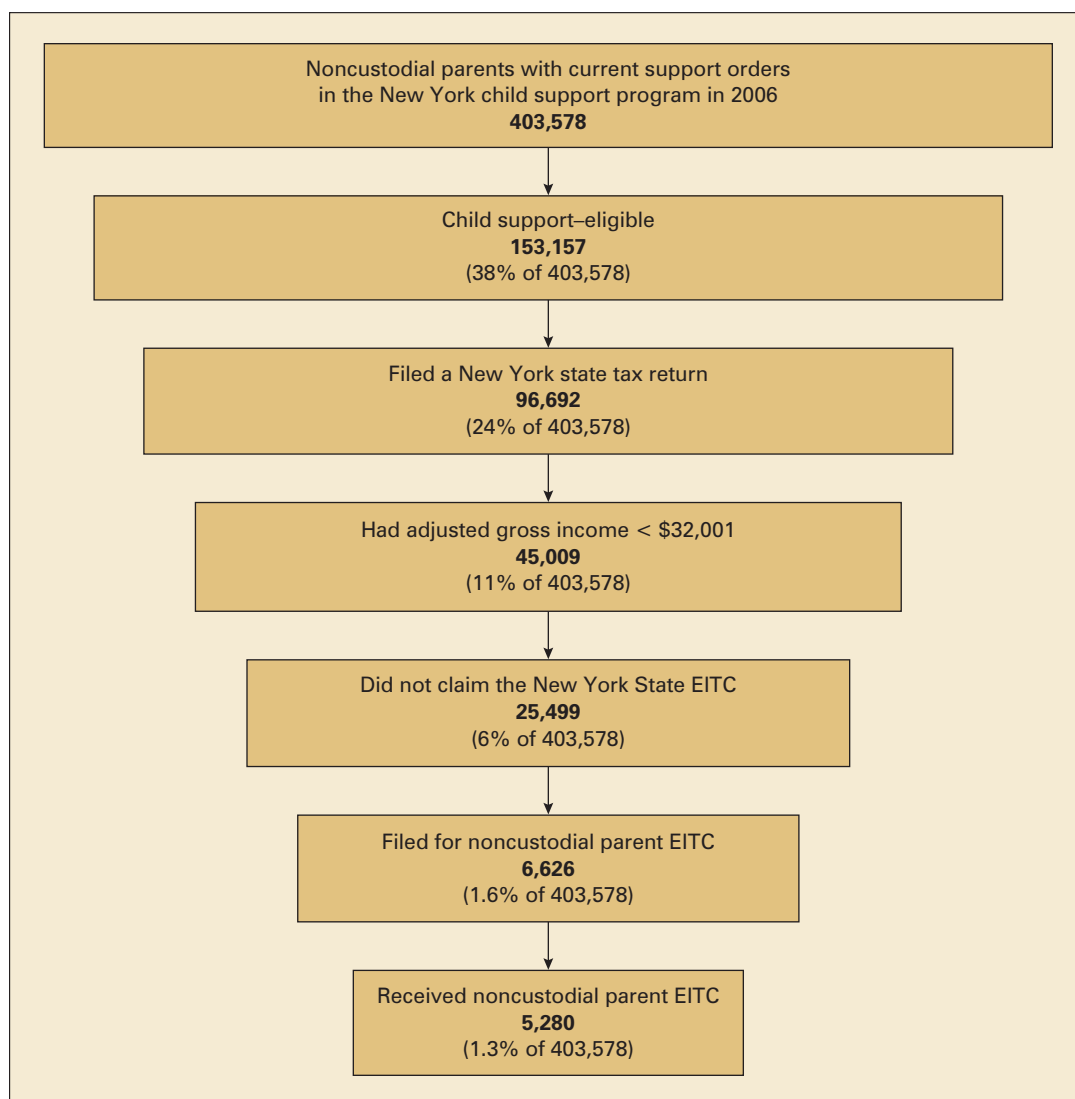 Noncustodial parents with current support orders
in the New York child support program in 2006
403,578
Child support–eligible
153,157
(38% of 403,578)
Filed a New York state tax return
96,692
(24% of 403,578)
Had adjusted gross income < $32,001
45,009
(11% of 403,578)
Did not claim the New York State EITC
25,499
(6% of 403,578)
Filed for noncustodial parent EITC
6,626
(1.6% of 403,578)
Received noncustodial parent EITC
5,280
(1.3% of 403,578)